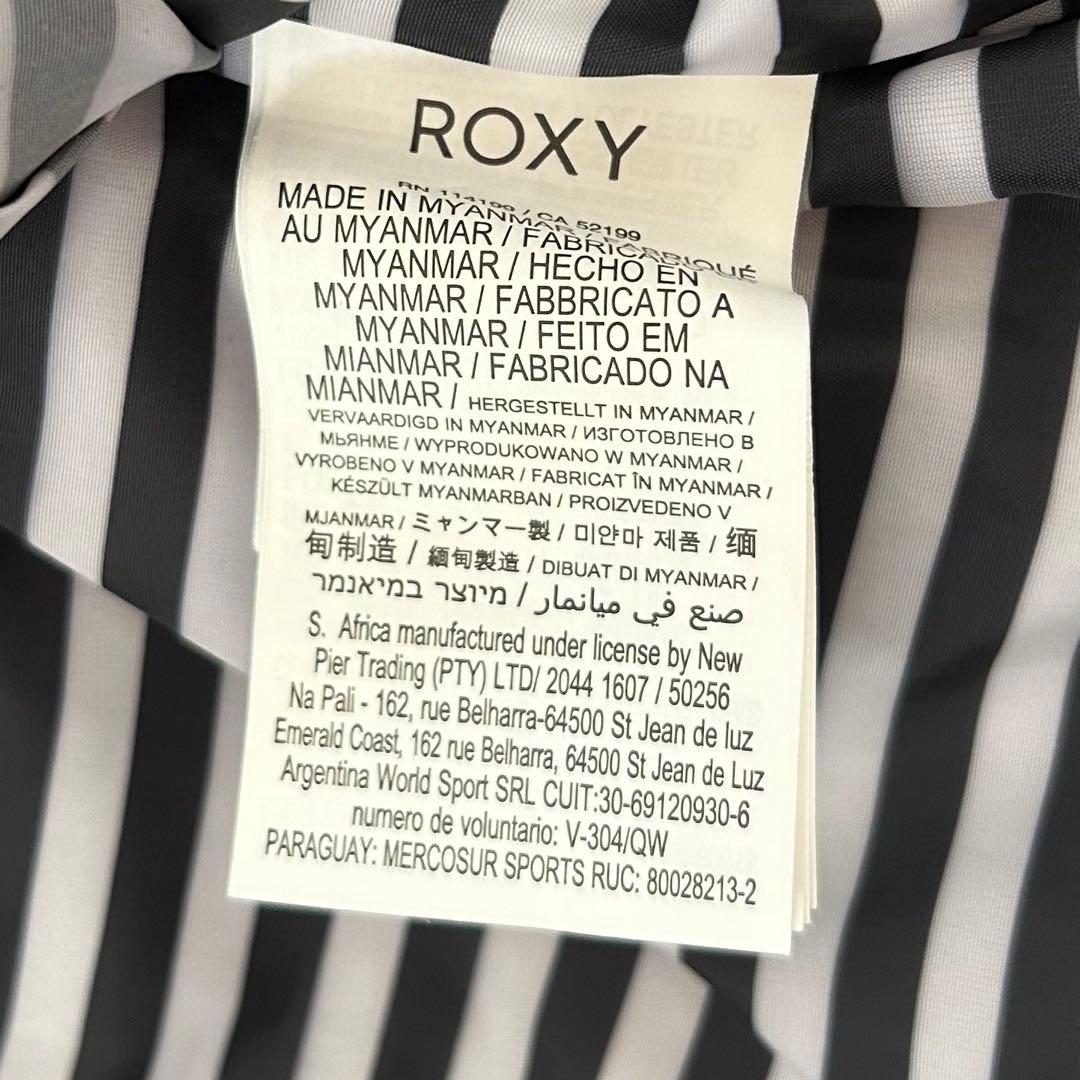 ROXY
RN 114199 / CA 52199
MADE IN MYANMAR / FABRIQUÉ
AU MYANMAR / FABRICADO EN
MYANMAR / HECHO EN
MYANMAR / FABBRICATO A
MYANMAR / FEITO EM
MIANMAR / FABRICADO NA
MIANMAR / HERGESTELLT IN MYANMAR /
VERVAARDIGD IN MYANMAR / ИЗГОТОВЛЕНО В
МЬЯНМЕ / WYPRODUKOWANO W MYANMAR /
VYROBENO V MYANMAR / FABRICAT ÎN MYANMAR /
KÉSZÜLT MYANMARBAN / PROIZVEDENO V
MJANMAR / ミャンマー製 / 미얀마 제품 / 缅
甸制造 / 緬甸製造 / DIBUAT DI MYANMAR /
صنع في ميانمار / מיוצר במיאנמר
S. Africa manufactured under license by New
Pier Trading (PTY) LTD/ 2044 1607 / 50256
Na Pali - 162, rue Belharra-64500 St Jean de luz
Emerald Coast, 162 rue Belharra, 64500 St Jean de Luz
Argentina World Sport SRL CUIT:30-69120930-6
numero de voluntario: V-304/QW
PARAGUAY: MERCOSUR SPORTS RUC: 80028213-2